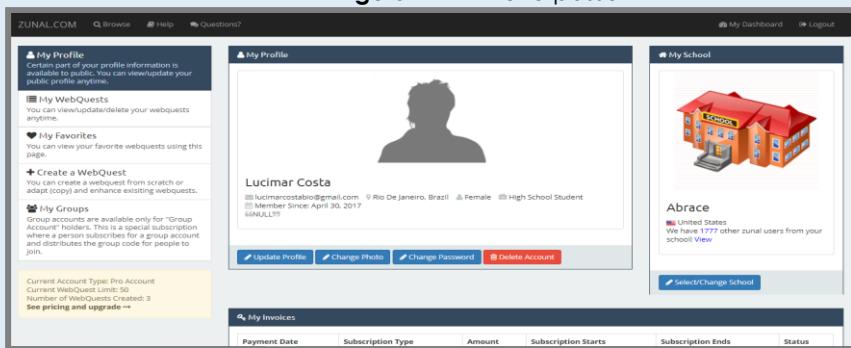 ZUNAL.COM Browse Help Questions? My Dashboard Logout
My Profile
Certain part of your profile information is
available to public. You can view/update your
public profile anytime.
My WebQuests
You can view/update/delete your webquests
anytime.
My Favorites
You can view your favorite webquests using this
page.
Create a WebQuest
You can create a webquest from scratch or
adapt (copy) and enhance exisiting webquests.
My Groups
Group accounts are available only for "Group
Account" holders. This is a special subscription
where a person subscribes for a group account
and distributes the group code for people to
join.
Current Account Type: Pro Account
Current WebQuest Limit: 50
Number of WebQuests Created: 3
See pricing and upgrade
My Profile
Lucimar Costa
lucimarcostabio@gmail.com Rio De Janeiro, Brazil Female High School Student
Member Since: April 30, 2017
NULL
Update Profile Change Photo Change Password Delete Account
My School
SCHOOL
Abrace
United States
We have 1777 other zunal users from your
school! View
Select/Change School
My Invoices
Payment Date Subscription Type Amount Subscription Starts Subscription Ends Status